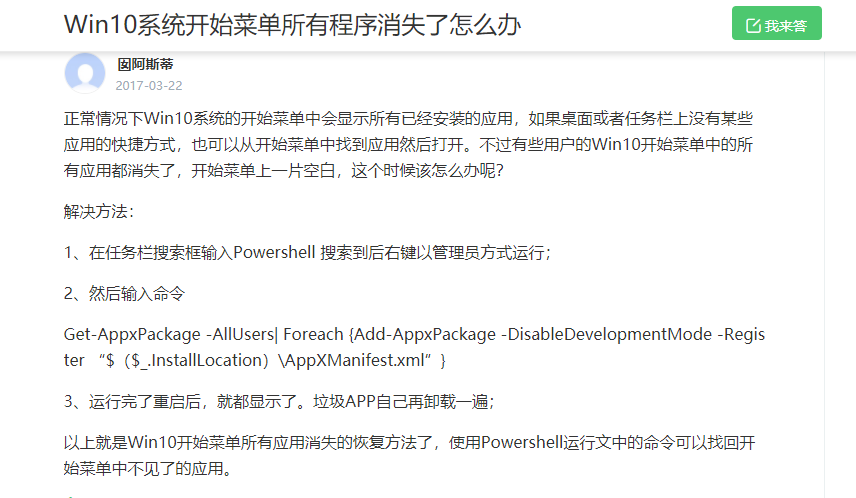 Win10系统开始菜单所有程序消失了怎么办
我来答
囡阿斯蒂
2017-03-22
正常情况下Win10系统的开始菜单中会显示所有已经安装的应用，如果桌面或者任务栏上没有某些
应用的快捷方式，也可以从开始菜单中找到应用然后打开。不过有些用户的Win10开始菜单中的所
有应用都消失了，开始菜单上一片空白，这个时候该怎么办呢？
解决方法：
1、在任务栏搜索框输入Powershell 搜索到后右键以管理员方式运行；
2、然后输入命令
Get-AppxPackage -AllUsers| Foreach {Add-AppxPackage -DisableDevelopmentMode -Regis
ter “$（$_.InstallLocation）\AppXManifest.xml”}
3、运行完了重启后，就都显示了。垃圾APP自己再卸载一遍；
以上就是Win10开始菜单所有应用消失的恢复方法了，使用Powershell运行文中的命令可以找回开
始菜单中不见了的应用。